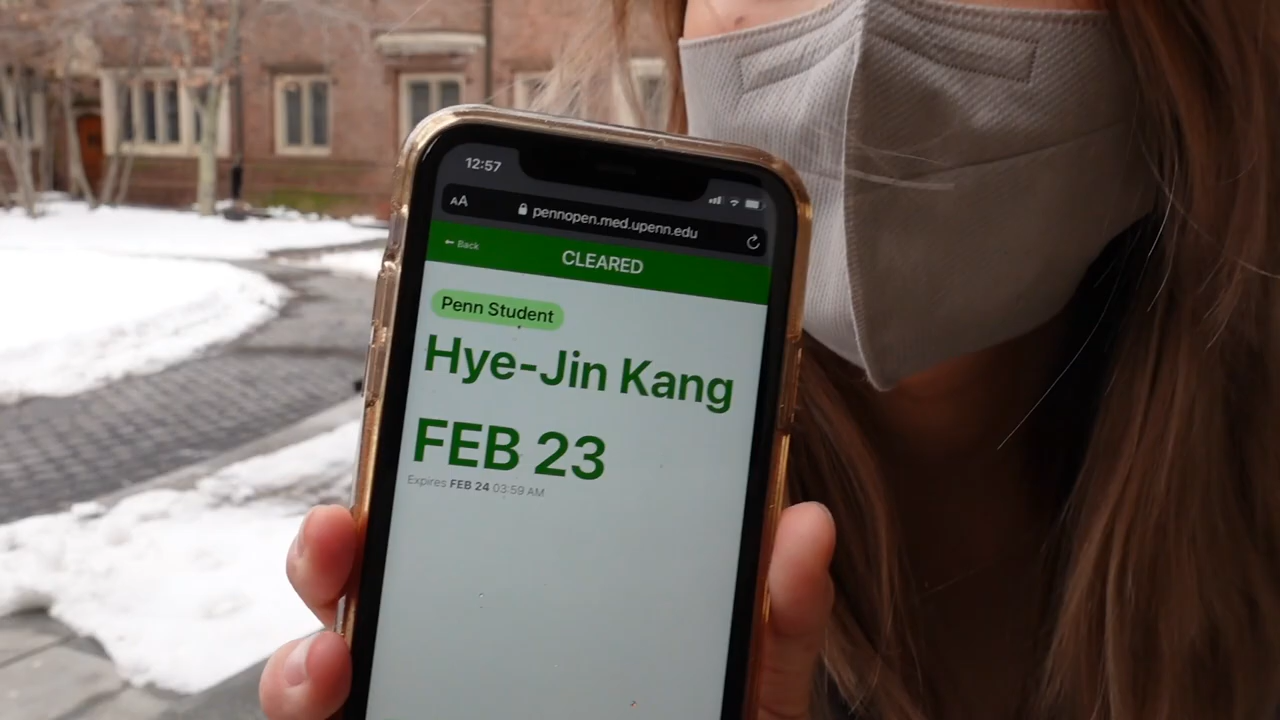 12:57
AA pennopen.med.upenn.edu
Back
CLEARED
Penn Student
Hye-Jin Kang
FEB 23
Expires FEB 24 03:59 AM